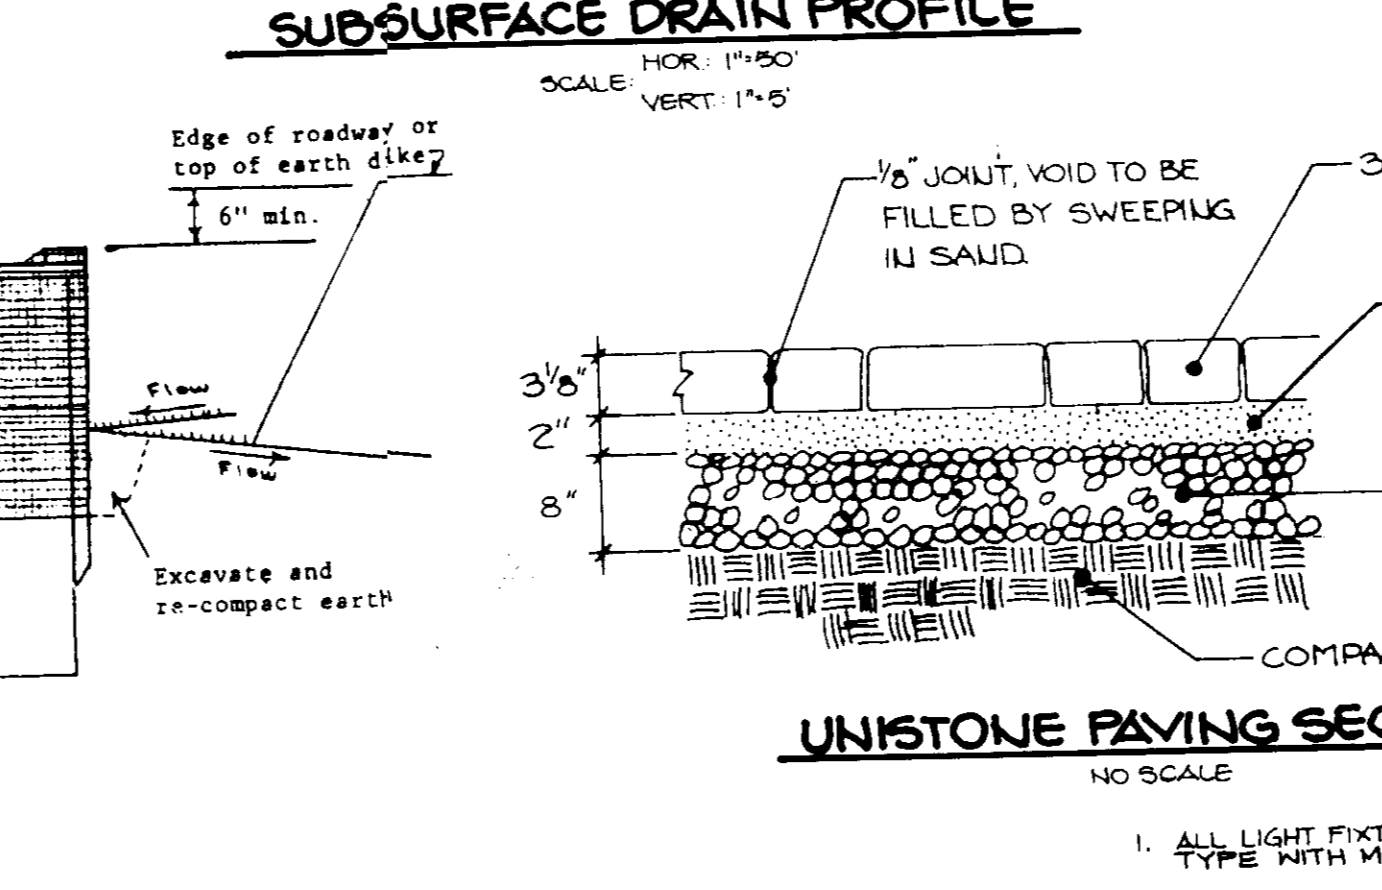 SUBSURFACE DRAIN PROFILE
SCALE: HOR.: 1"=50'
VERT.: 1"=5'
Edge of roadway or
top of earth dike
6" min.
Flow
Flow
Excavate and
re-compact earth
1/8" JOINT, VOID TO BE
FILLED BY SWEEPING
IN SAND.
3
3 1/8"
2"
8"
COMPA
UNISTONE PAVING SEC
NO SCALE
1. ALL LIGHT FIXT
TYPE WITH M